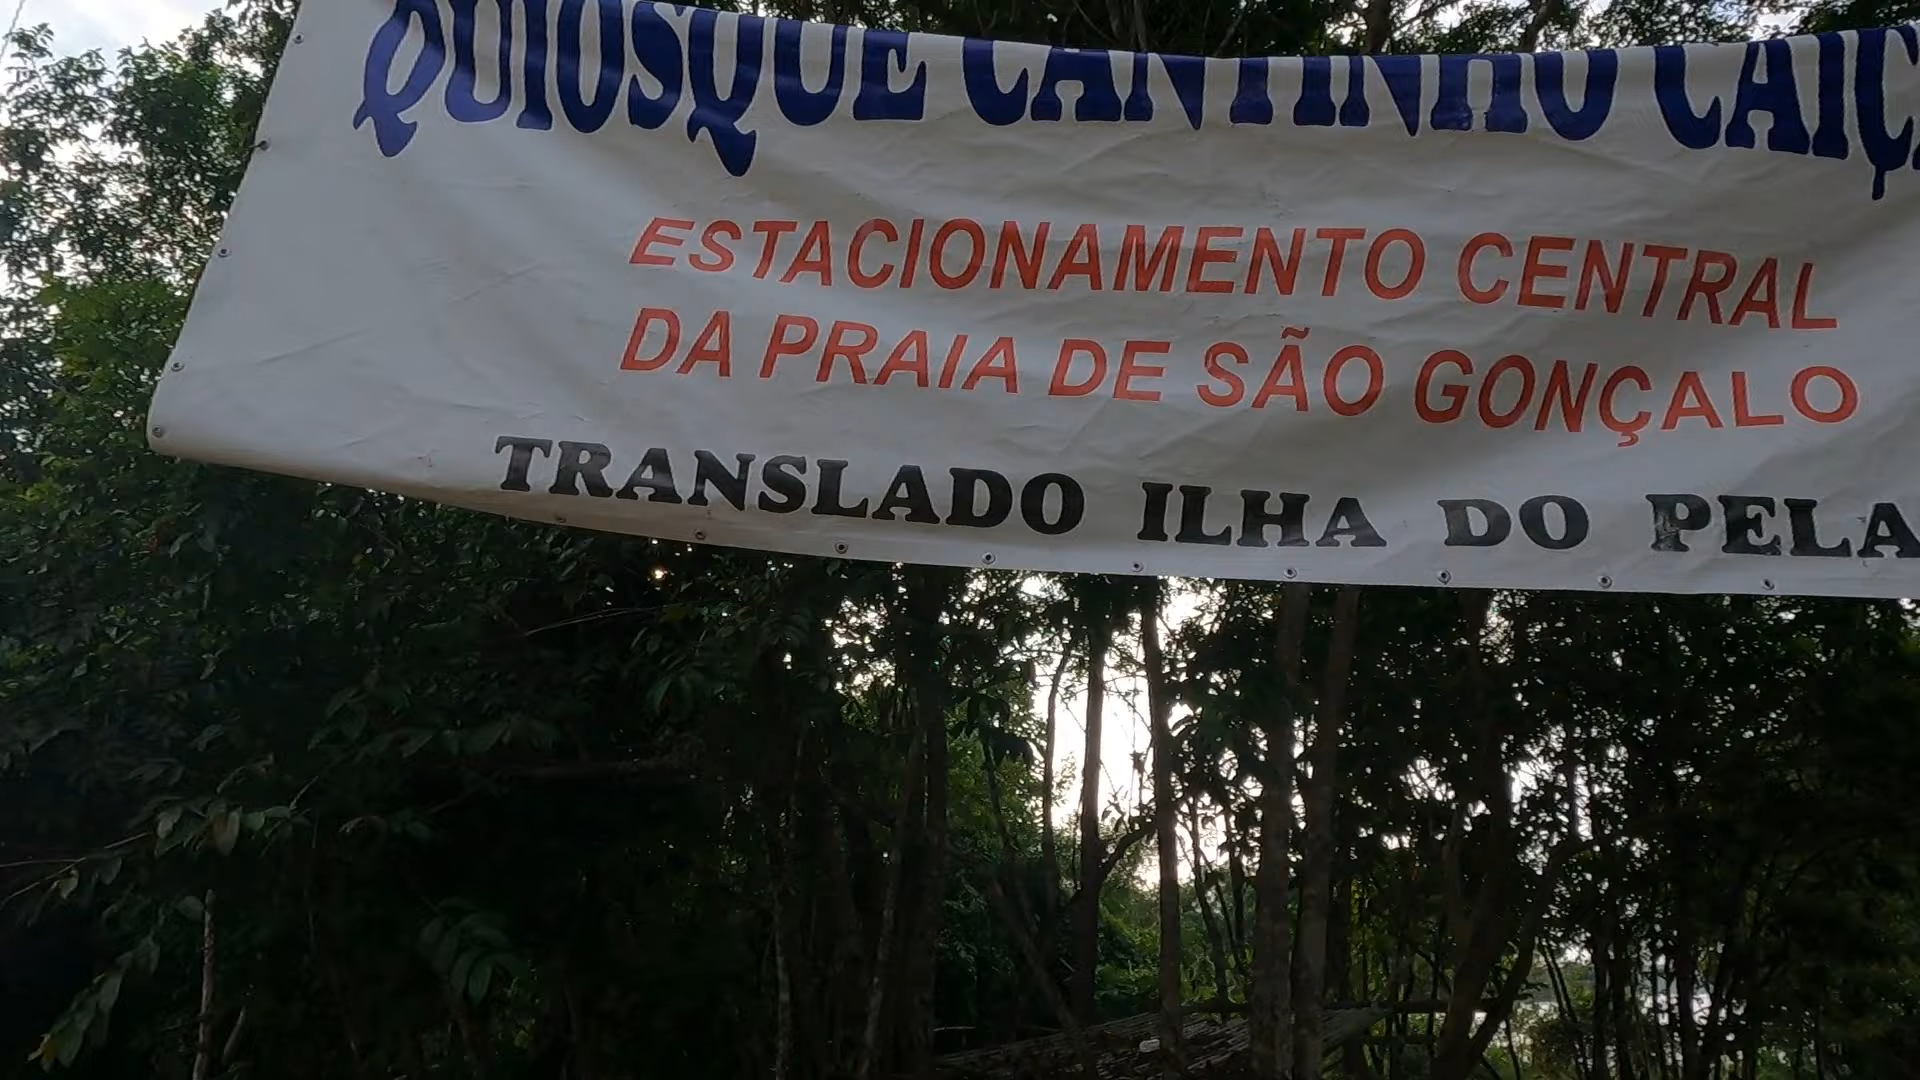 QUIOSQUE CANTINHO CAIÇ
ESTACIONAMENTO CENTRAL
DA PRAIA DE SÃO GONÇALO
TRANSLADO ILHA DO PELA